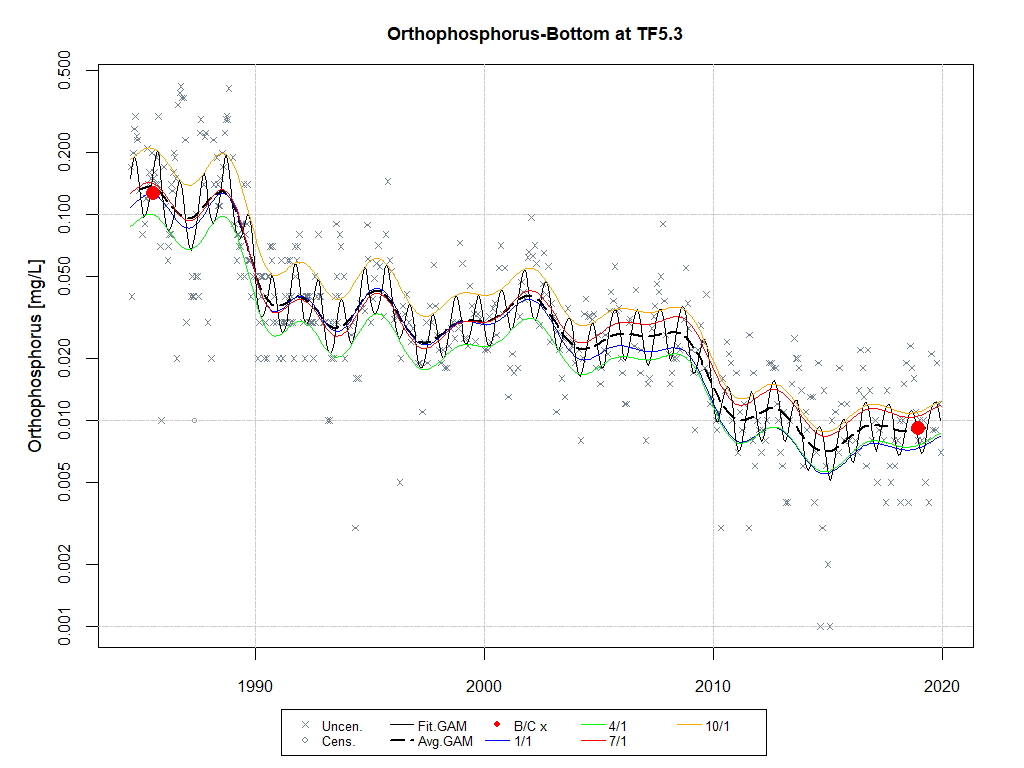 Orthophosphorus-Bottom at TF5.3
Orthophosphorus [mg/L]
0.500
0.200
0.100
0.050
0.020
0.010
0.005
0.002
0.001
1990 2000 2010 2020
Uncen. Fit.GAM B/C x 4/1 10/1
Cens. Avg.GAM 1/1 7/1